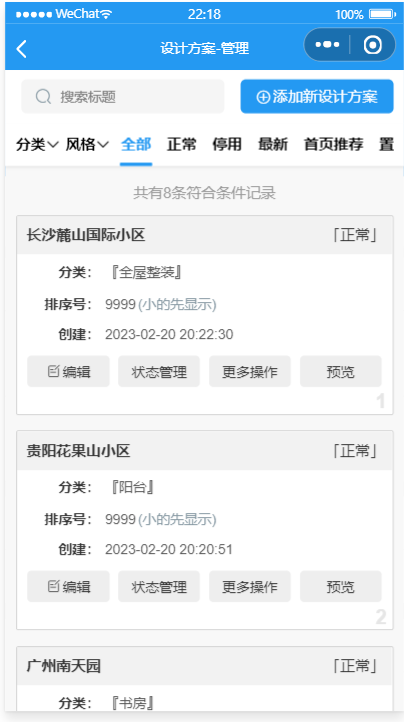 WeChat 22:18 100%
设计方案-管理
搜索标题 添加新设计方案
分类 风格 全部 正常 停用 最新 首页推荐 置
共有8条符合条件记录
长沙麓山国际小区 「正常」
分类： 『全屋整装』
排序号： 9999 (小的先显示)
创建： 2023-02-20 20:22:30
编辑 状态管理 更多操作 预览
1
贵阳花果山小区 「正常」
分类： 『阳台』
排序号： 9999 (小的先显示)
创建： 2023-02-20 20:20:51
编辑 状态管理 更多操作 预览
2
广州南天园 「正常」
分类： 『书房』